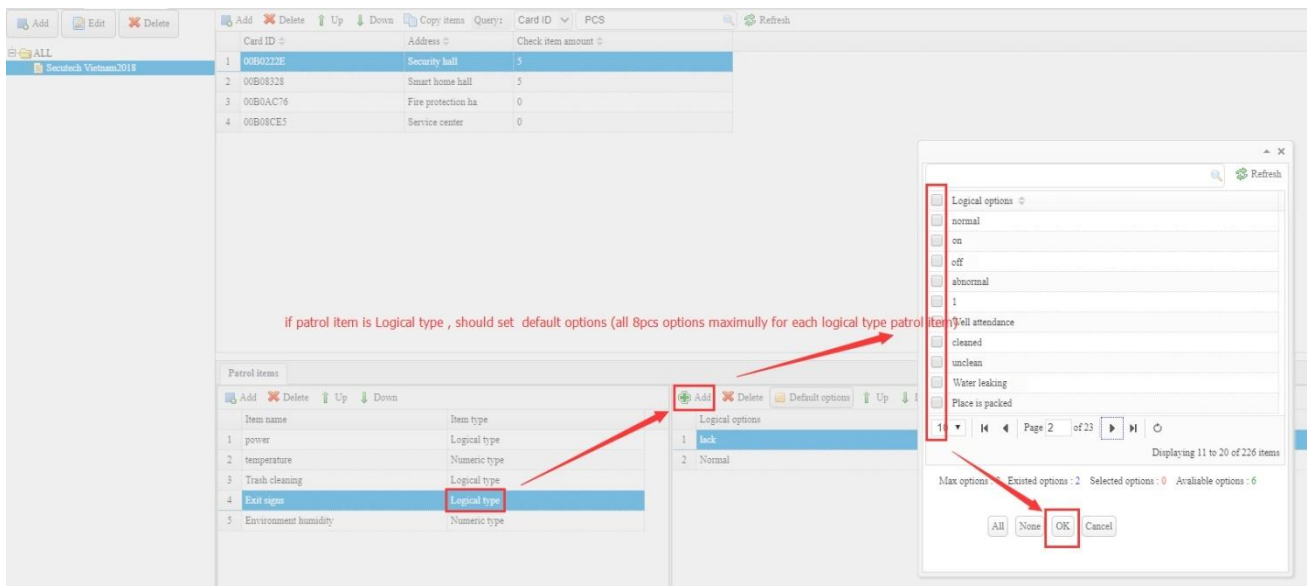 Add Edit Delete
ALL
Secutech Vietnam2018
Add Delete Up Down Copy items Query: Card ID PCS Refresh
Card ID Address Check item amount
1 00B0222E Security hall 5
2 00B08328 Smart home hall 5
3 00B0AC76 Fire protection ha 0
4 00B08CE5 Service center 0
if patrol item is Logical type , should set default options (all 8pcs options maximully for each logical type patrol item)
Patrol items
Add Delete Up Down
Item name Item type
1 power Logical type
2 temperature Numeric type
3 Trash cleaning Logical type
4 Exit signs Logical type
5 Environment humidity Numeric type
Add Delete Default options Up
Logical options
1 lack
2 Normal
Refresh
Logical options
normal
on
off
abnormal
1
Well attendance
cleaned
unclean
Water leaking
Place is packed
10 Page 2 of 23
Displaying 11 to 20 of 226 items
Max options : Existed options : 2 Selected options : 0 Avaliable options : 6
All None OK Cancel